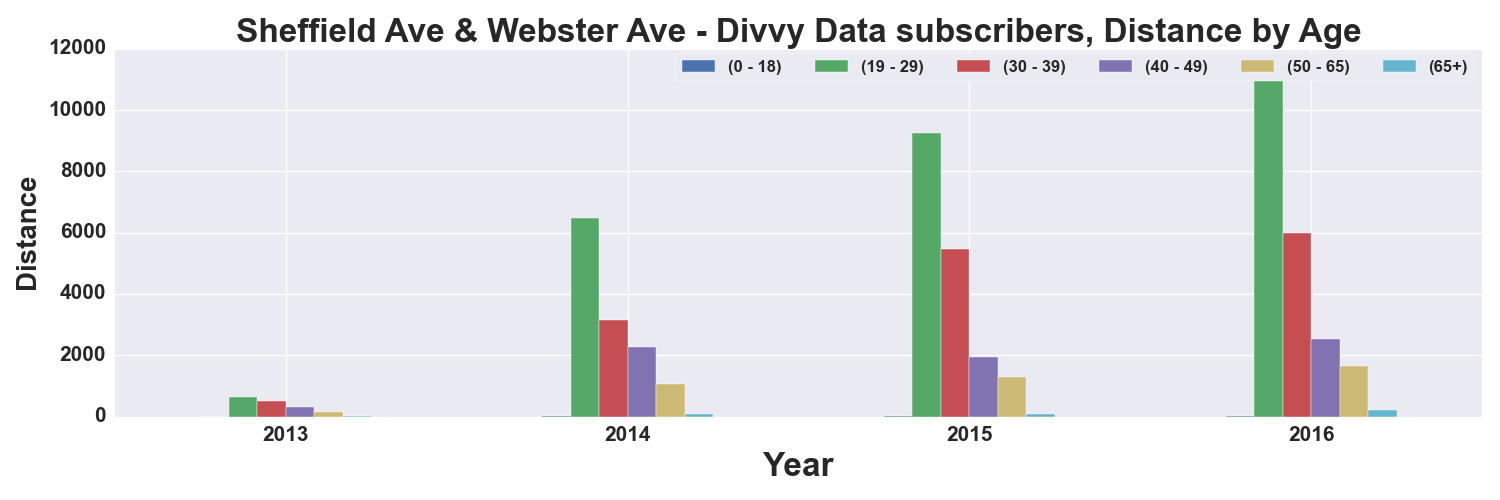 Sheffield Ave & Webster Ave - Divvy Data subscribers, Distance by Age
(0 - 18) (19 - 29) (30 - 39) (40 - 49) (50 - 65) (65+)
12000
10000
8000
6000
4000
2000
0
Distance
2013 2014 2015 2016
Year